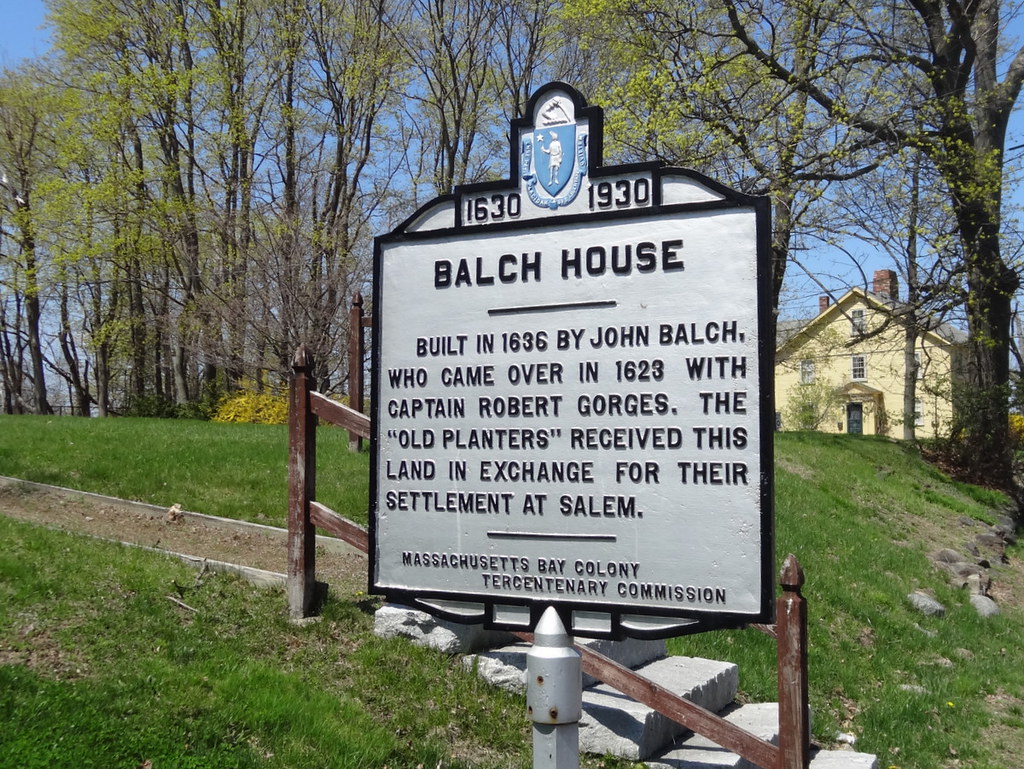 1630 1930
BALCH HOUSE
BUILT IN 1636 BY JOHN BALCH,
WHO CAME OVER IN 1623 WITH
CAPTAIN ROBERT GORGES. THE
"OLD PLANTERS" RECEIVED THIS
LAND IN EXCHANGE FOR THEIR
SETTLEMENT AT SALEM.
MASSACHUSETTS BAY COLONY
TERCENTENARY COMMISSION